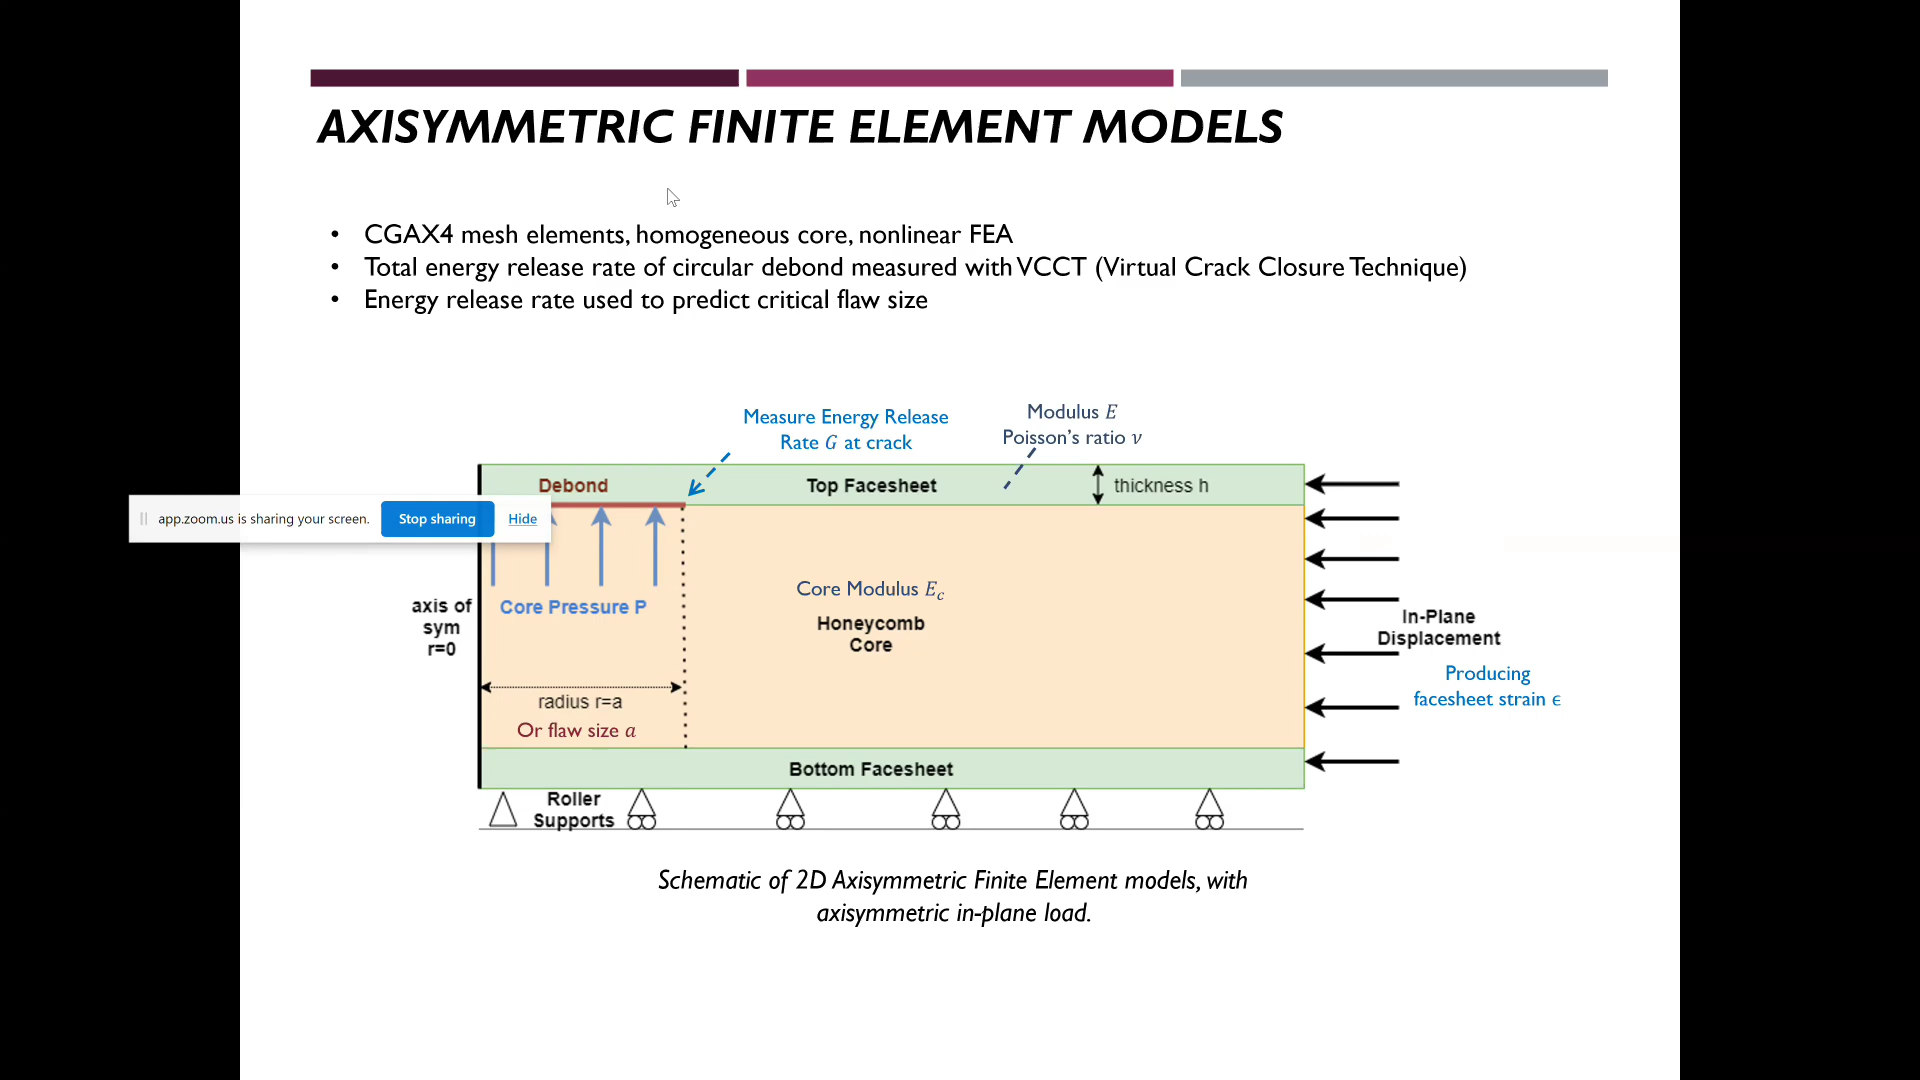 AXISYMMETRIC FINITE ELEMENT MODELS
• CGAX4 mesh elements, homogeneous core, nonlinear FEA
• Total energy release rate of circular debond measured with VCCT (Virtual Crack Closure Technique)
• Energy release rate used to predict critical flaw size
Measure Energy Release
Rate G at crack
Modulus E
Poisson's ratio ν
Debond
Top Facesheet
thickness h
app.zoom.us is sharing your screen.
Stop sharing
Hide
Core Modulus E_c
Honeycomb
Core
Core Pressure P
axis of
sym
r=0
In-Plane
Displacement
Producing
facesheet strain ϵ
radius r=a
Or flaw size a
Bottom Facesheet
Roller
Supports
Schematic of 2D Axisymmetric Finite Element models, with
axisymmetric in-plane load.